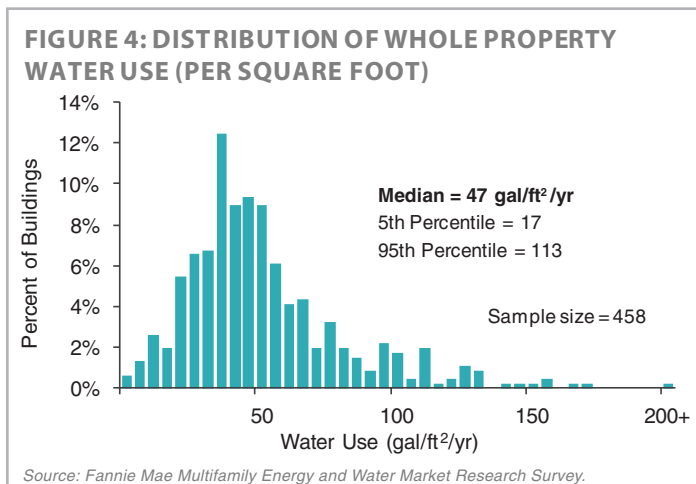 FIGURE 4: DISTRIBUTION OF WHOLE PROPERTY
WATER USE (PER SQUARE FOOT)
14%
12%
10%
8%
6%
4%
2%
0%
Percent of Buildings
Median = 47 gal/ft²/yr
5th Percentile = 17
95th Percentile = 113
Sample size = 458
50 100 150 200+
Water Use (gal/ft²/yr)
Source: Fannie Mae Multifamily Energy and Water Market Research Survey.